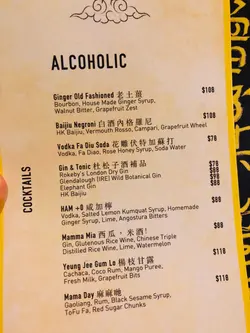 ALCOHOLIC
COCKTAILS
Ginger Old Fashioned 老土薑 $108
Bourbon, House Made Ginger Syrup,
Walnut Bitter, Grapefruit Zest
Baijiu Negroni 白酒內格羅尼 $108
HK Baijiu, Vermouth Rosso, Campari, Grapefruit Wheel
Vodka Fa Diu Soda 花雕伏特加蘇打 $78
Vodka, Fa Diao, Rose Honey Syrup, Soda Water
Gin & Tonic 杜松子酒補品
Rokeby's London Dry Gin $78
Glendalough [IRE] Wild Botanical Gin $98
Elephant Gin $118
HK Baijiu $88
HAM +0 咸加檸 $88
Vodka, Salted Lemon Kumquat Syrup, Homemade
Ginger Syrup, Lime, Angostura Bitters
Mamma Mia 西瓜，米酒! $88
Gin, Glutenous Rice Wine, Chinese Triple
Distilled Rice Wine, Lime, Watermelon
Yeung Jee Gum Lo 楊枝甘露 $118
Cachaca, Coco Rum, Mango Puree,
Fresh Milk, Grapefruit Bits
Mama Day 麻麻哋 $118
Gaoliang, Rum, Black Sesame Syrup,
ToFu Fa, Red Sugar Chunks